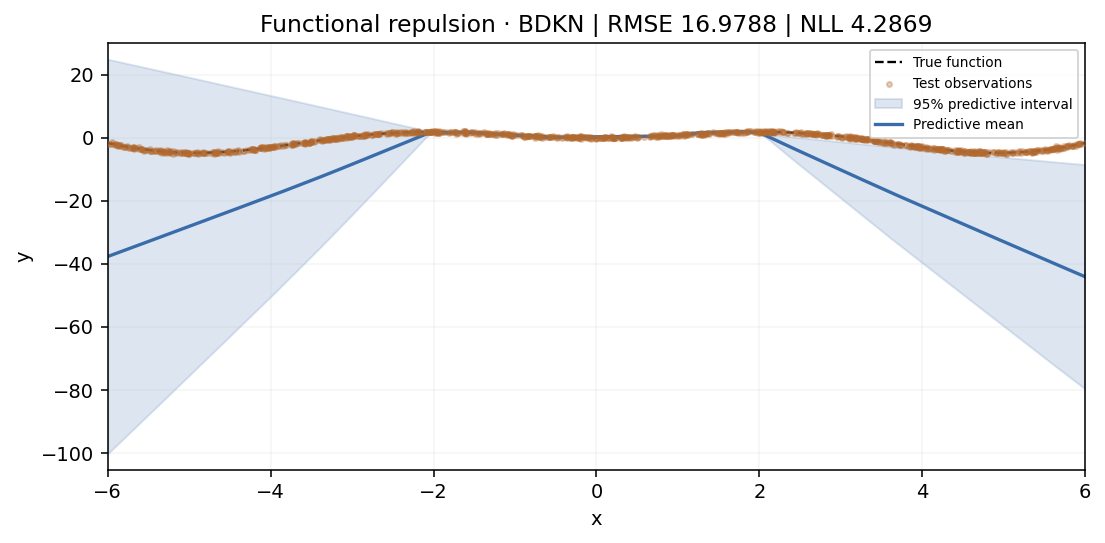 Functional repulsion · BDKN | RMSE 16.9788 | NLL 4.2869
True function
Test observations
95% predictive interval
Predictive mean
y
20
0
−20
−40
−60
−80
−100
−6
−4
−2
0
2
4
6
x